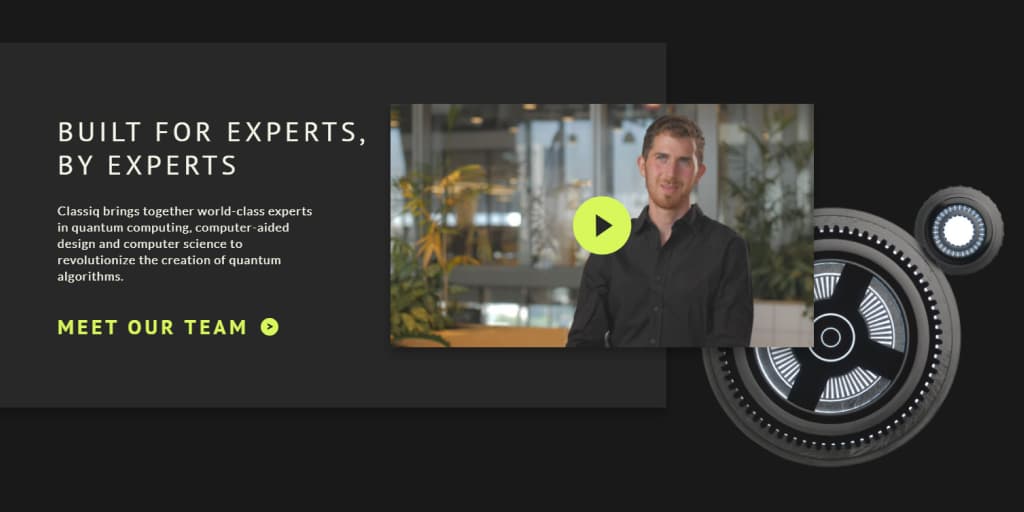 BUILT FOR EXPERTS,
BY EXPERTS
Classiq brings together world-class experts
in quantum computing, computer-aided
design and computer science to
revolutionize the creation of quantum
algorithms.
MEET OUR TEAM